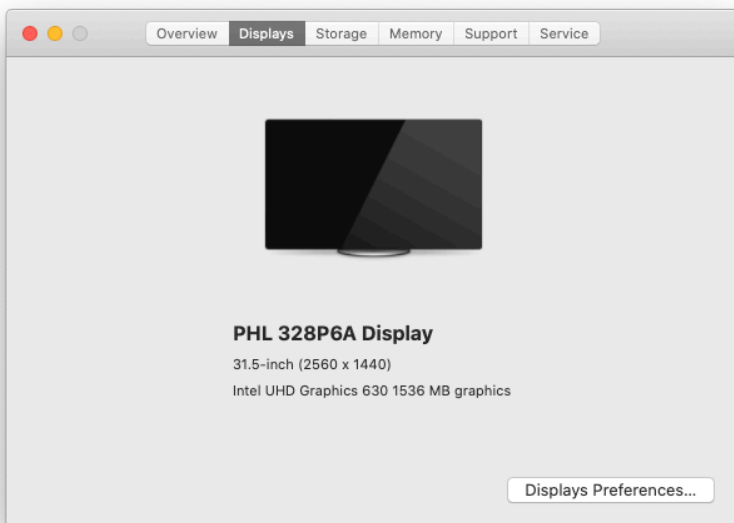 Overview Displays Storage Memory Support Service
PHL 328P6A Display
31.5-inch (2560 x 1440)
Intel UHD Graphics 630 1536 MB graphics
Displays Preferences...